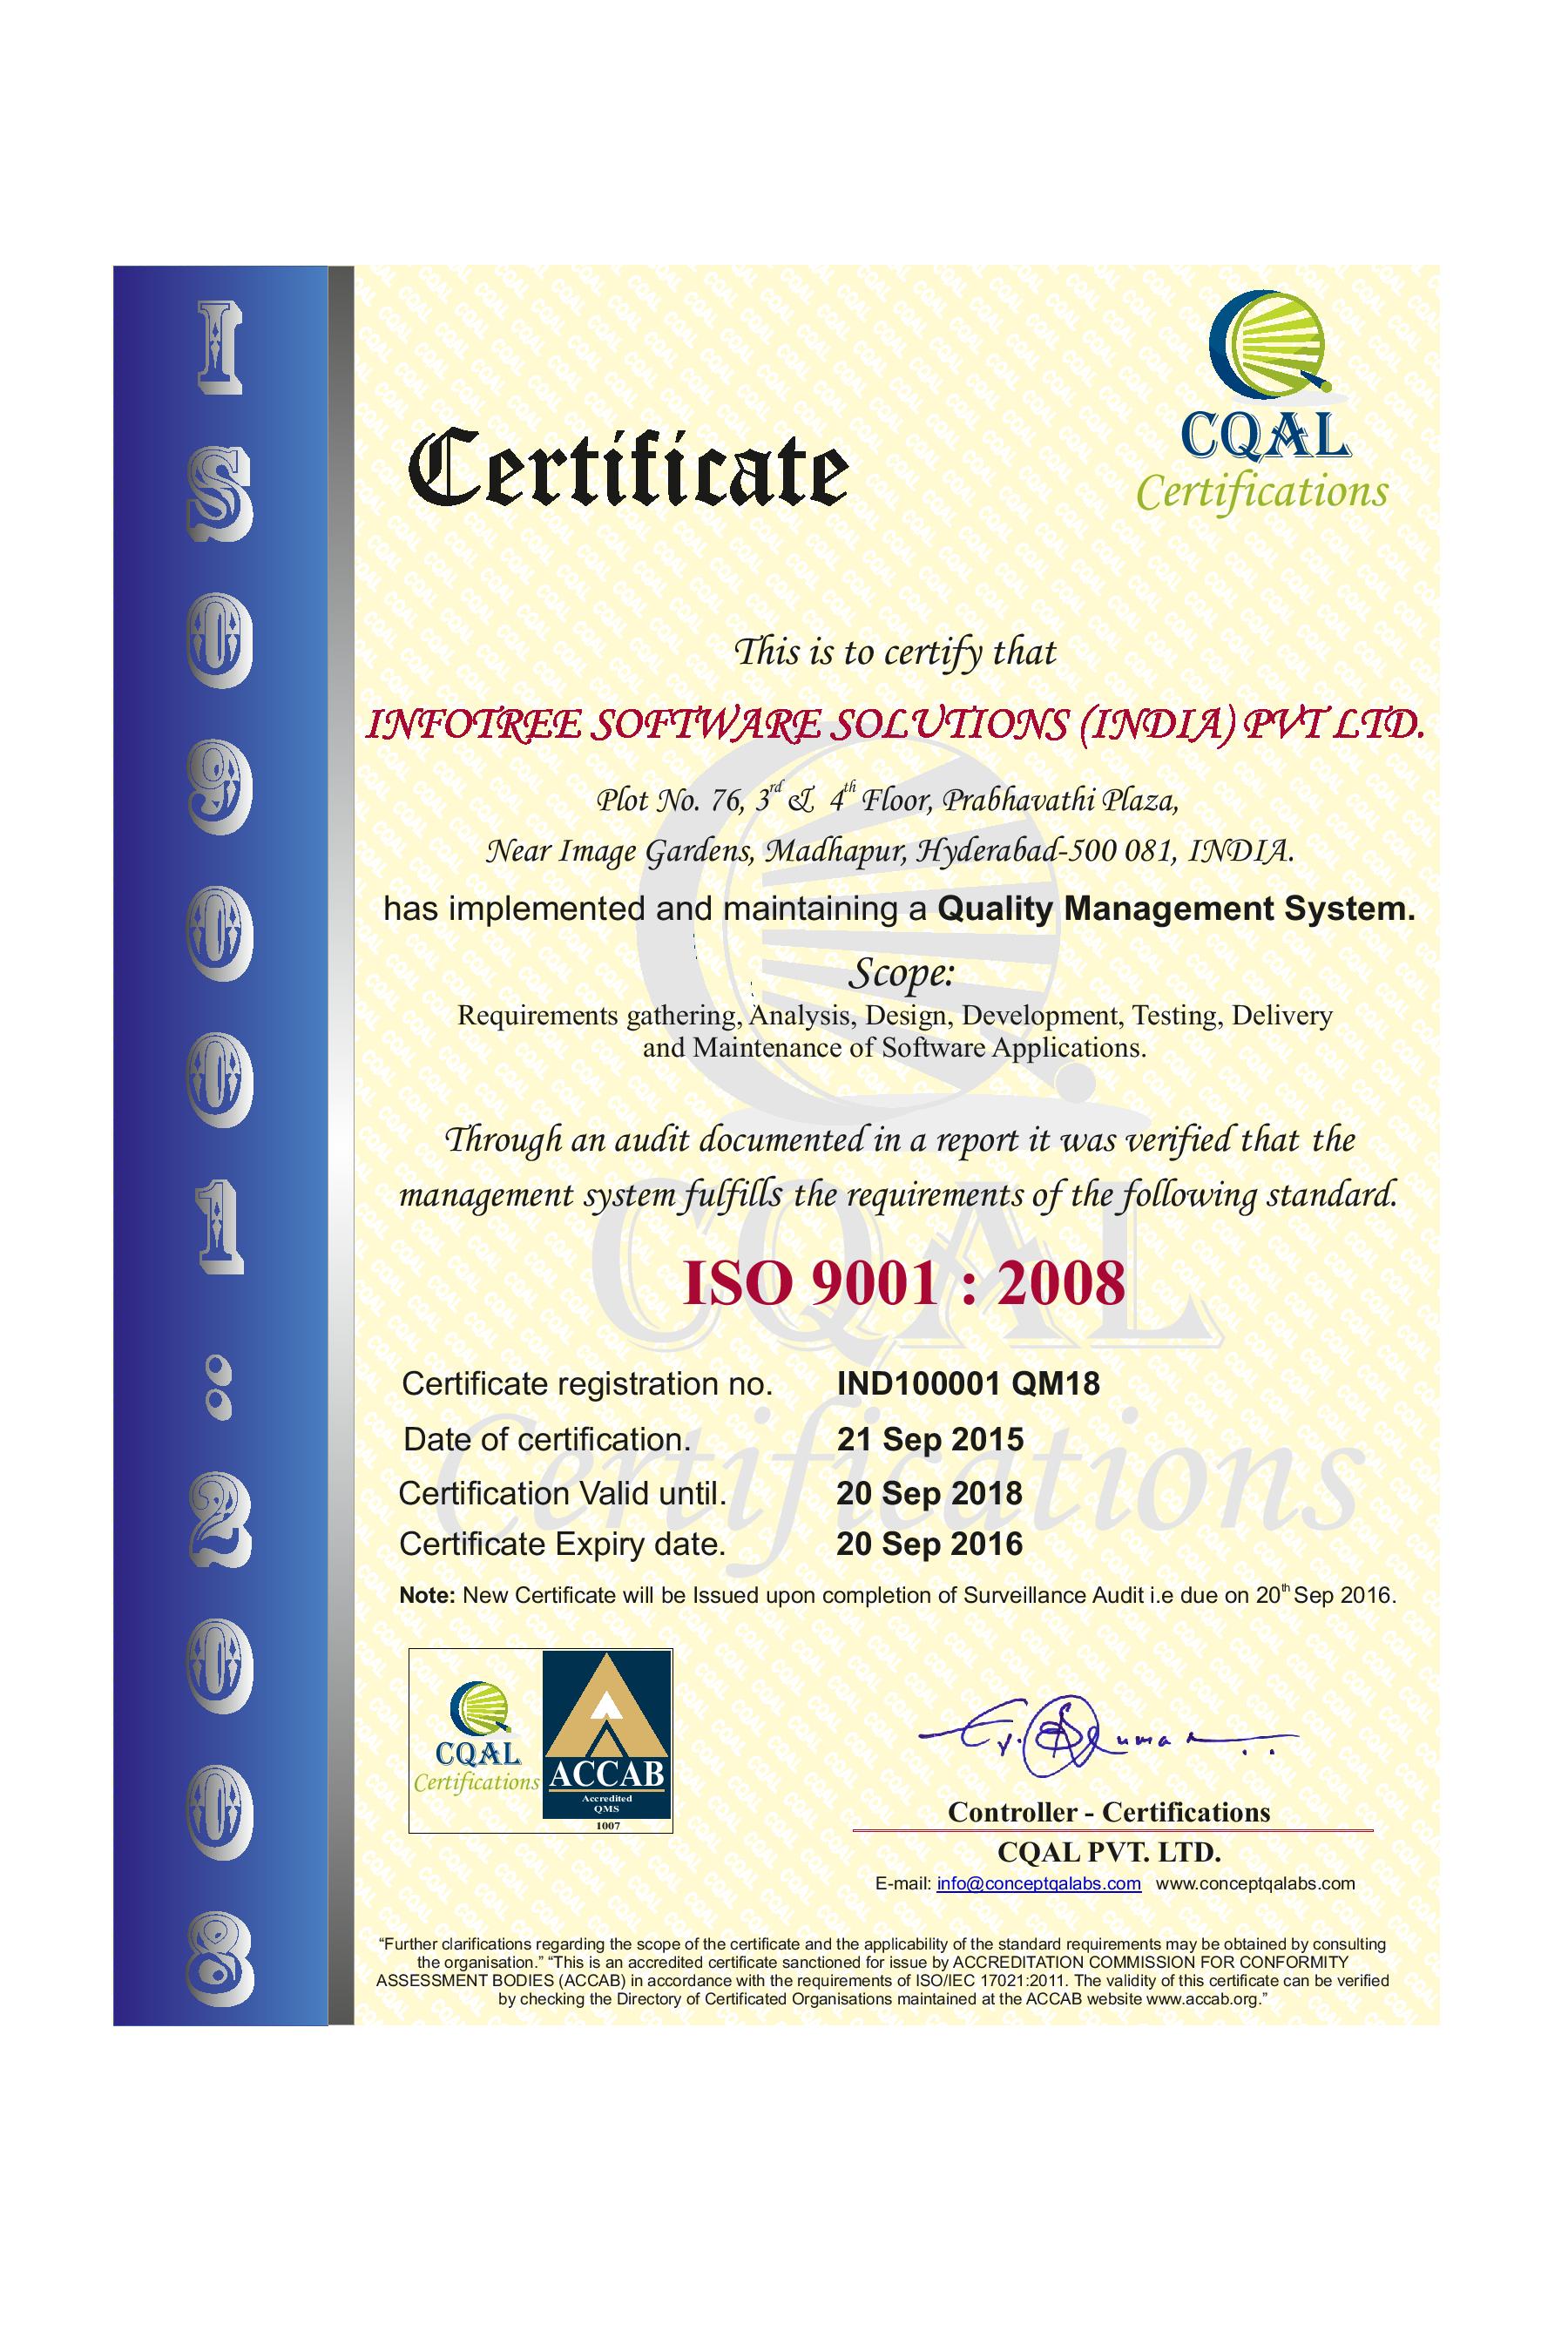 ISO 9001:2008
CQAL
Certifications
Certificate
This is to certify that
INFOTREE SOFTWARE SOLUTIONS (INDIA) PVT LTD.
Plot No. 76, 3rd & 4th Floor, Prabhavathi Plaza,
Near Image Gardens, Madhapur, Hyderabad-500 081, INDIA.
has implemented and maintaining a Quality Management System.
Scope:
Requirements gathering, Analysis, Design, Development, Testing, Delivery
and Maintenance of Software Applications.
Through an audit documented in a report it was verified that the
management system fulfills the requirements of the following standard.
ISO 9001 : 2008
Certificate registration no. IND100001 QM18
Date of certification. 21 Sep 2015
Certification Valid until. 20 Sep 2018
Certificate Expiry date. 20 Sep 2016
Note: New Certificate will be Issued upon completion of Surveillance Audit i.e due on 20th Sep 2016.
CQAL
Certifications
ACCAB
Accredited
QMS
1007
Controller - Certifications
CQAL PVT. LTD.
E-mail: info@conceptqalabs.com www.conceptqalabs.com
“Further clarifications regarding the scope of the certificate and the applicability of the standard requirements may be obtained by consulting
the organisation.” “This is an accredited certificate sanctioned for issue by ACCREDITATION COMMISSION FOR CONFORMITY
ASSESSMENT BODIES (ACCAB) in accordance with the requirements of ISO/IEC 17021:2011. The validity of this certificate can be verified
by checking the Directory of Certificated Organisations maintained at the ACCAB website www.accab.org.”